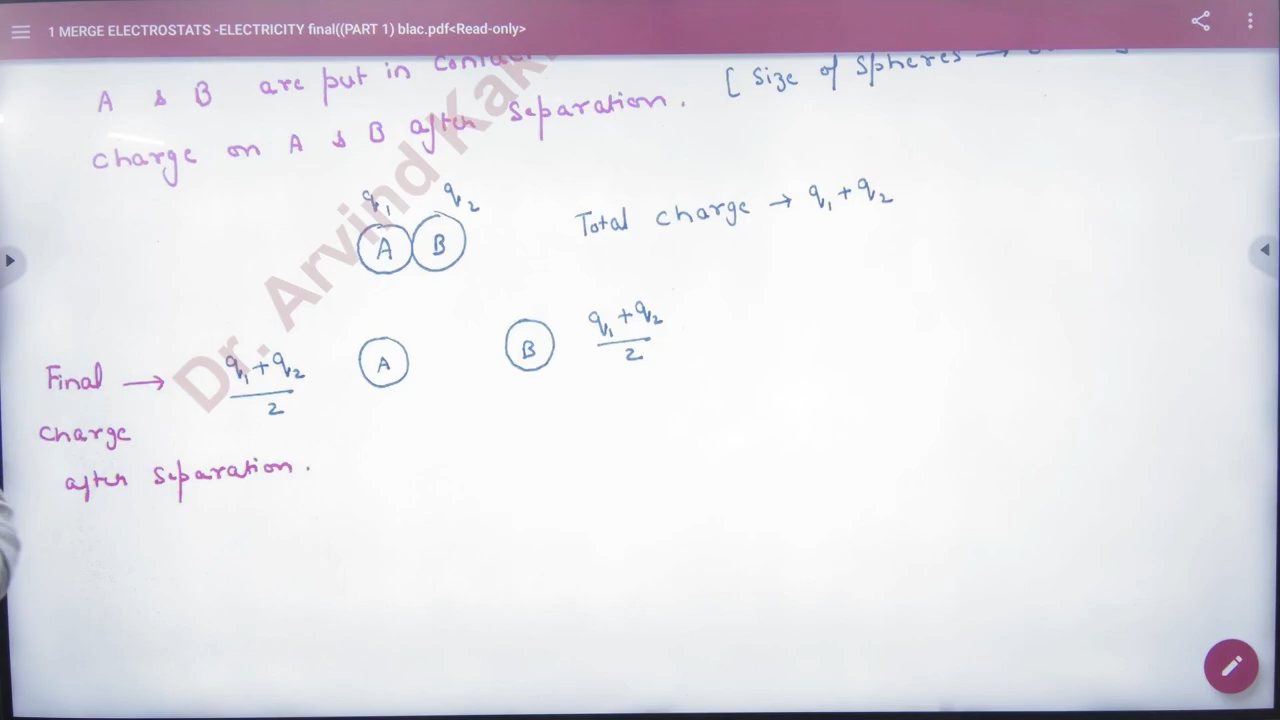 1 MERGE ELECTROSTATS -ELECTRICITY final((PART 1) blac.pdf<Read-only>
A & B are put in [ Size of Spheres →
charge on A & B after separation.
q₁ q₂
Total charge → q₁ + q₂
A B
q₁ + q₂
2
B
Final → q₁ + q₂
2
A
charge
after separation.
Dr. Arvind